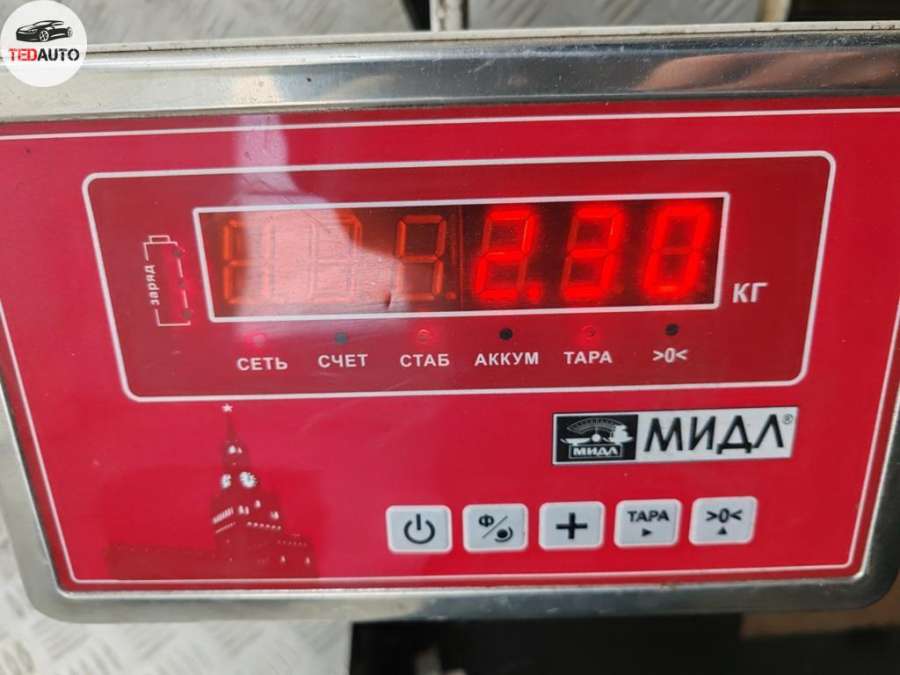 TEDAUTO
2.30
КГ
заряд
СЕТЬ СЧЕТ СТАБ АККУМ ТАРА >0<
МИДЛ МИДЛ®
Ф ТАРА >0<